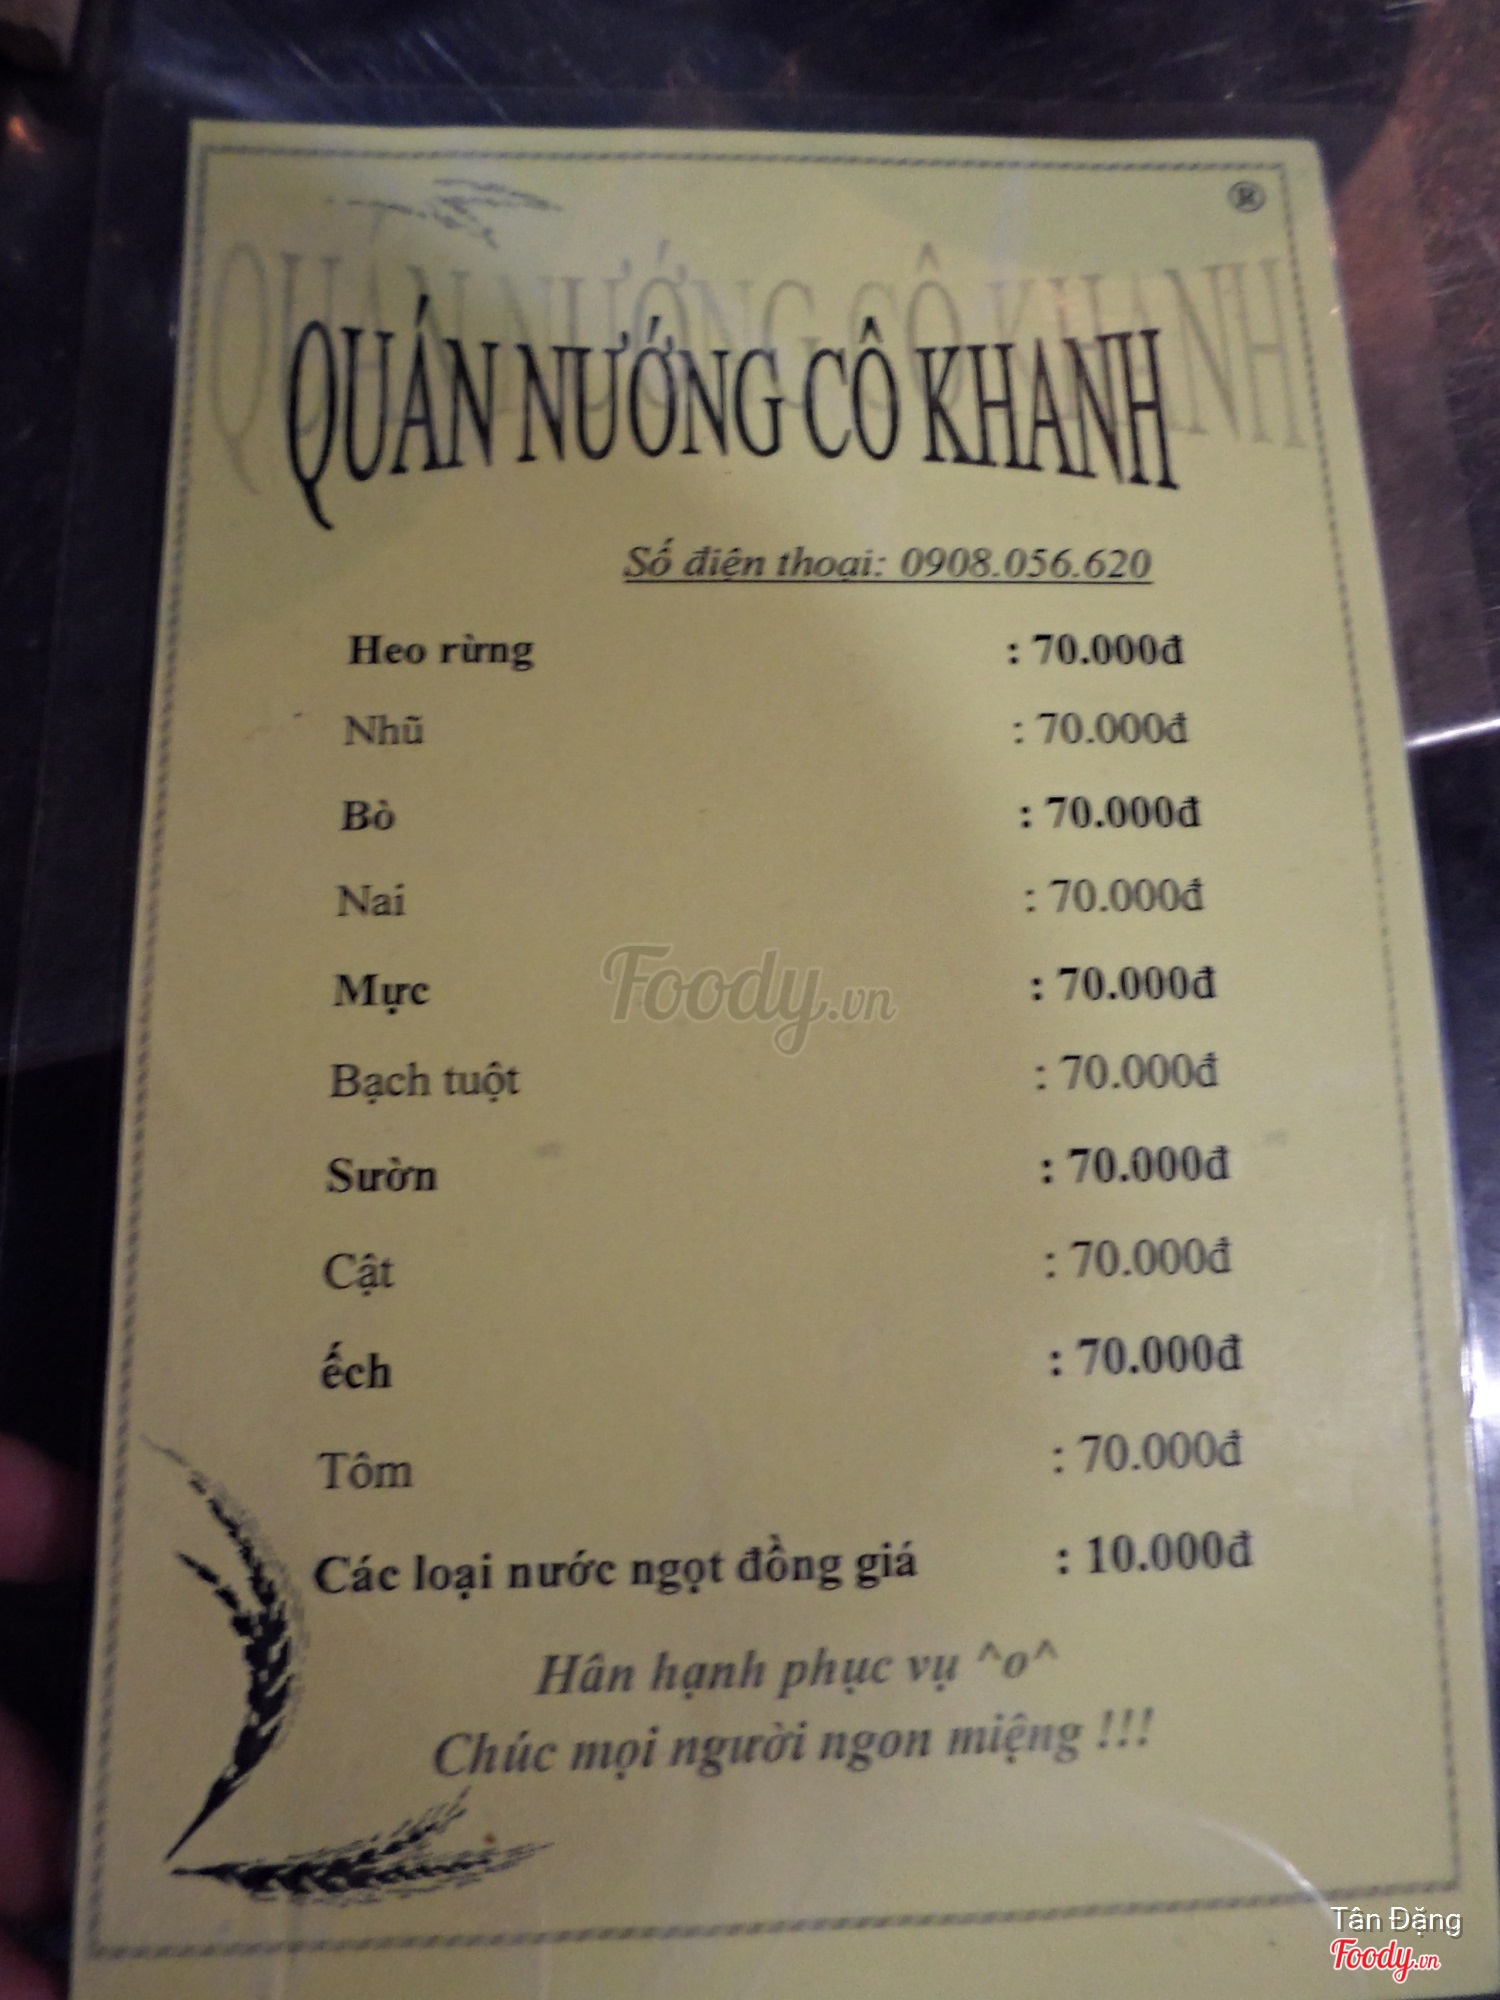 ®
QUÁN NƯỚNG CÔ KHANH
Số điện thoại: 0908.056.620
Heo rừng : 70.000đ
Nhũ : 70.000đ
Bò : 70.000đ
Nai : 70.000đ
Mực : 70.000đ
Foody.vn
Bạch tuột : 70.000đ
Sườn : 70.000đ
Cật : 70.000đ
ếch : 70.000đ
Tôm : 70.000đ
Các loại nước ngọt đồng giá : 10.000đ
Hân hạnh phục vụ ^o^
Chúc mọi người ngon miệng !!!
Tân Đặng
Foody.vn